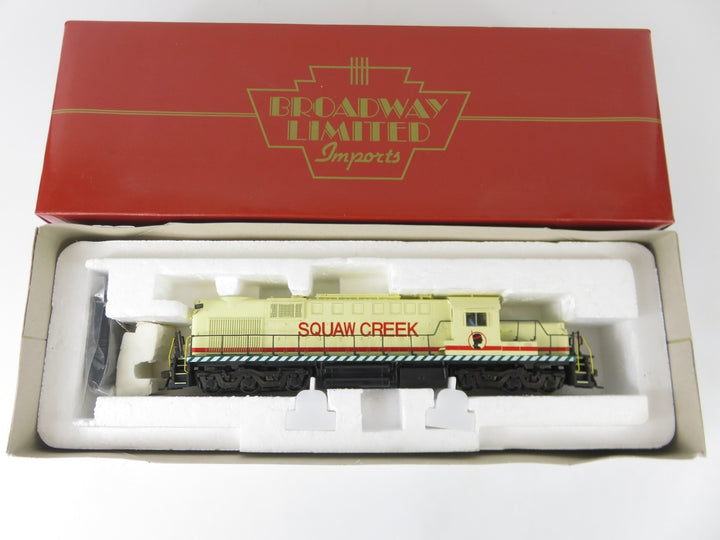 BROADWAY
LIMITED
Imports
SQUAW CREEK